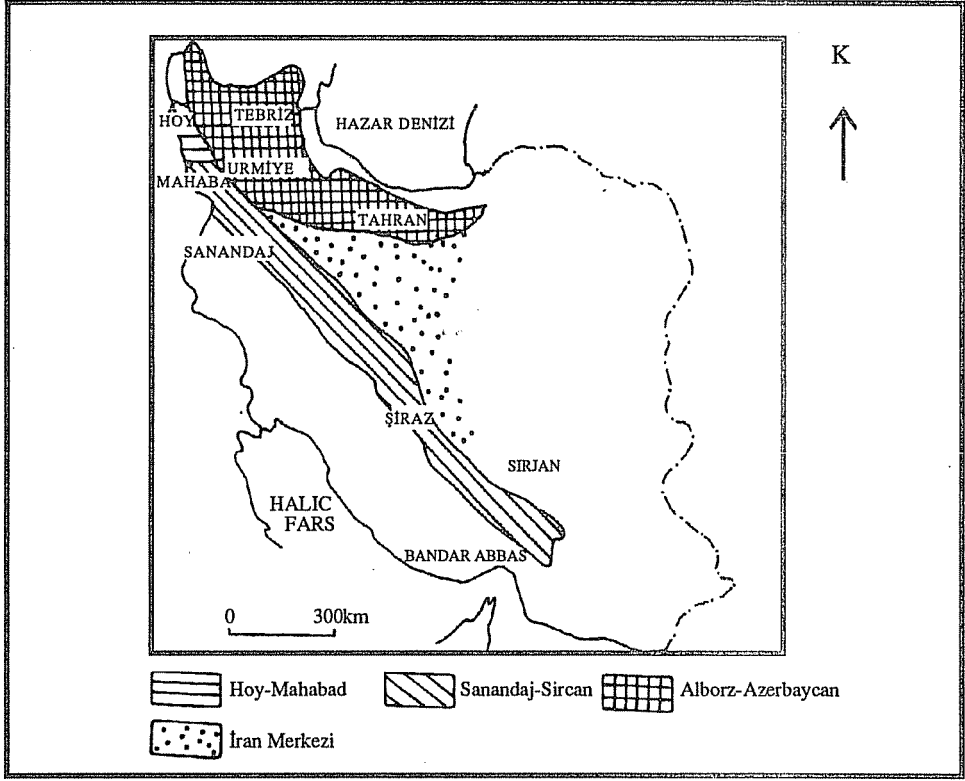 K
HOY
TEBRİZ
HAZAR DENİZİ
URMİYE
MAHABA
TAHRAN
SANANDAJ
ŞİRAZ
SIRJAN
HALIC
FARS
BANDAR ABBAS
0 300km
Hoy-Mahabad
Sanandaj-Sircan
Alborz-Azerbaycan
İran Merkezi